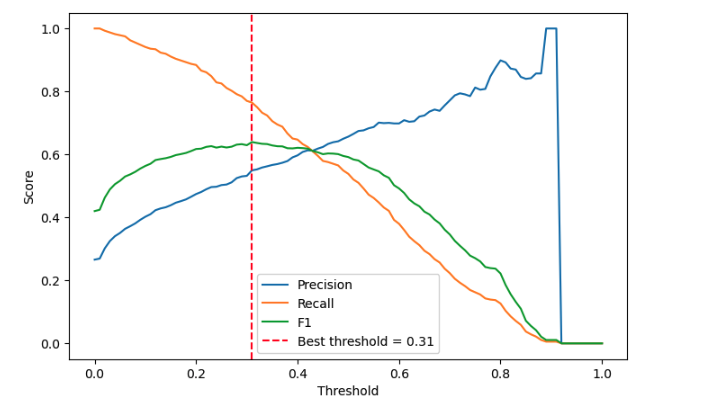 1.0
0.8
0.6
0.4
0.2
0.0
Score
Precision
Recall
F1
Best threshold = 0.31
0.0 0.2 0.4 0.6 0.8 1.0
Threshold